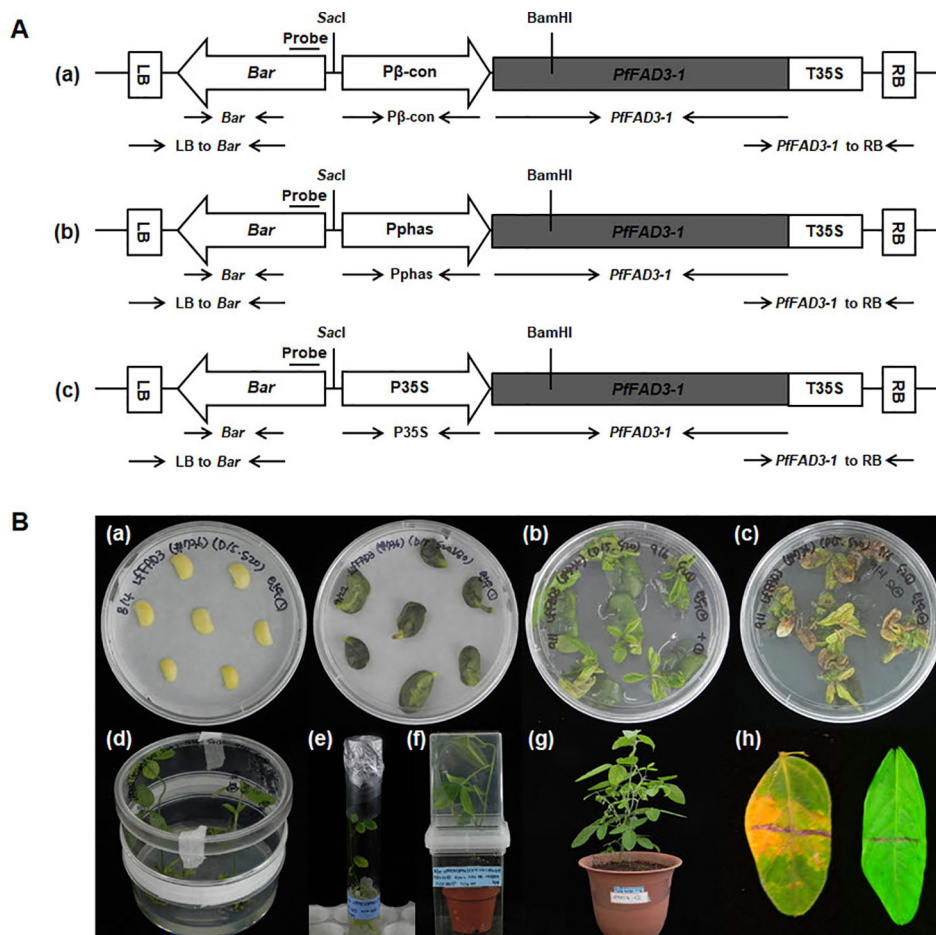 A
SacI BamHI
Probe
(a) LB Bar Pβ-con PfFAD3-1 T35S RB
Bar Pβ-con PfFAD3-1
LB to Bar PfFAD3-1 to RB
SacI BamHI
Probe
(b) LB Bar Pphas PfFAD3-1 T35S RB
Bar Pphas PfFAD3-1
LB to Bar PfFAD3-1 to RB
SacI BamHI
Probe
(c) LB Bar P35S PfFAD3-1 T35S RB
Bar P35S PfFAD3-1
LB to Bar PfFAD3-1 to RB
B
(a) (b) (c)
(d) (e) (f) (g) (h)